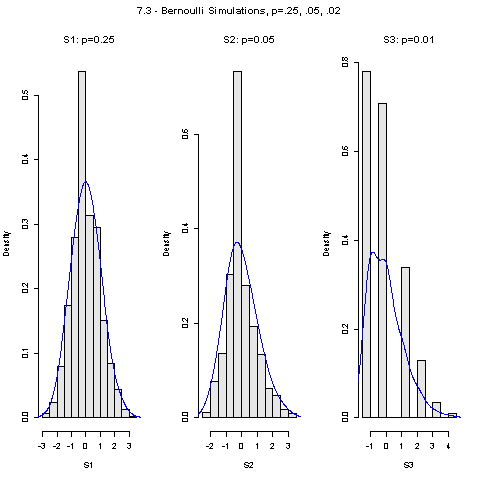 7.3 - Bernoulli Simulations, p=.25, .05, .02
S1: p=0.25
S2: p=0.05
S3: p=0.01
Density
0.0 0.1 0.2 0.3 0.4 0.5
-3 -2 -1 0 1 2 3
S1
Density
0.0 0.2 0.4 0.6
-2 -1 0 1 2 3
S2
Density
0.0 0.2 0.4 0.6 0.8
-1 0 1 2 3 4
S3